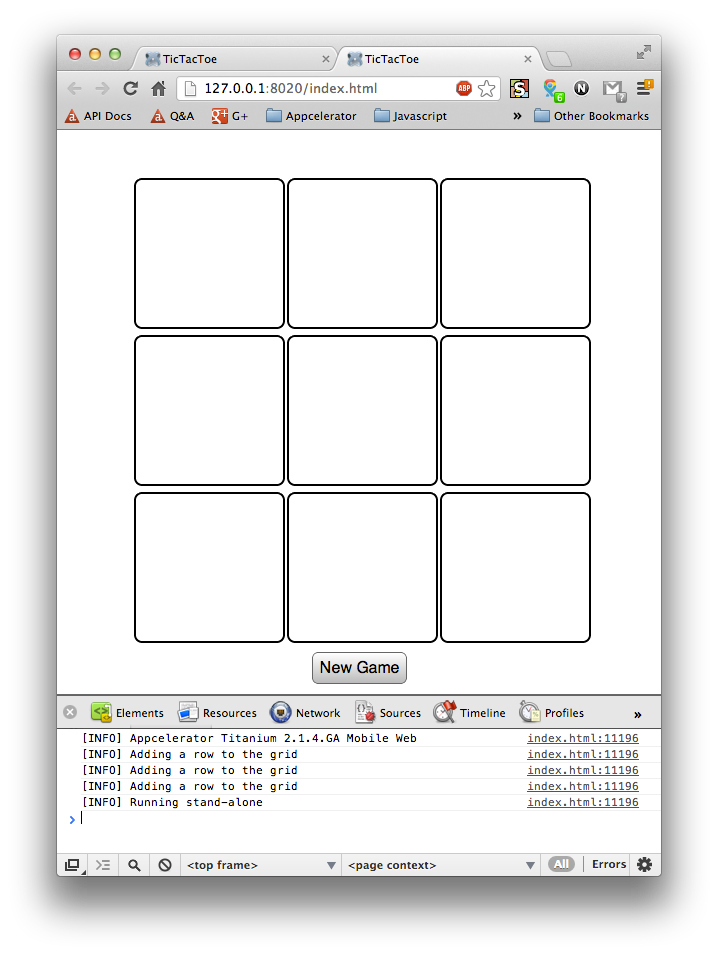 TicTacToe TicTacToe
127.0.0.1:8020/index.html ABP S 6 N ?
API Docs Q&A G+ Appcelerator Javascript » Other Bookmarks
New Game
Elements Resources Network Sources Timeline Profiles »
[INFO] Appcelerator Titanium 2.1.4.GA Mobile Web index.html:11196
[INFO] Adding a row to the grid index.html:11196
[INFO] Adding a row to the grid index.html:11196
[INFO] Adding a row to the grid index.html:11196
[INFO] Running stand-alone index.html:11196
>
<top frame> <page context> All Errors